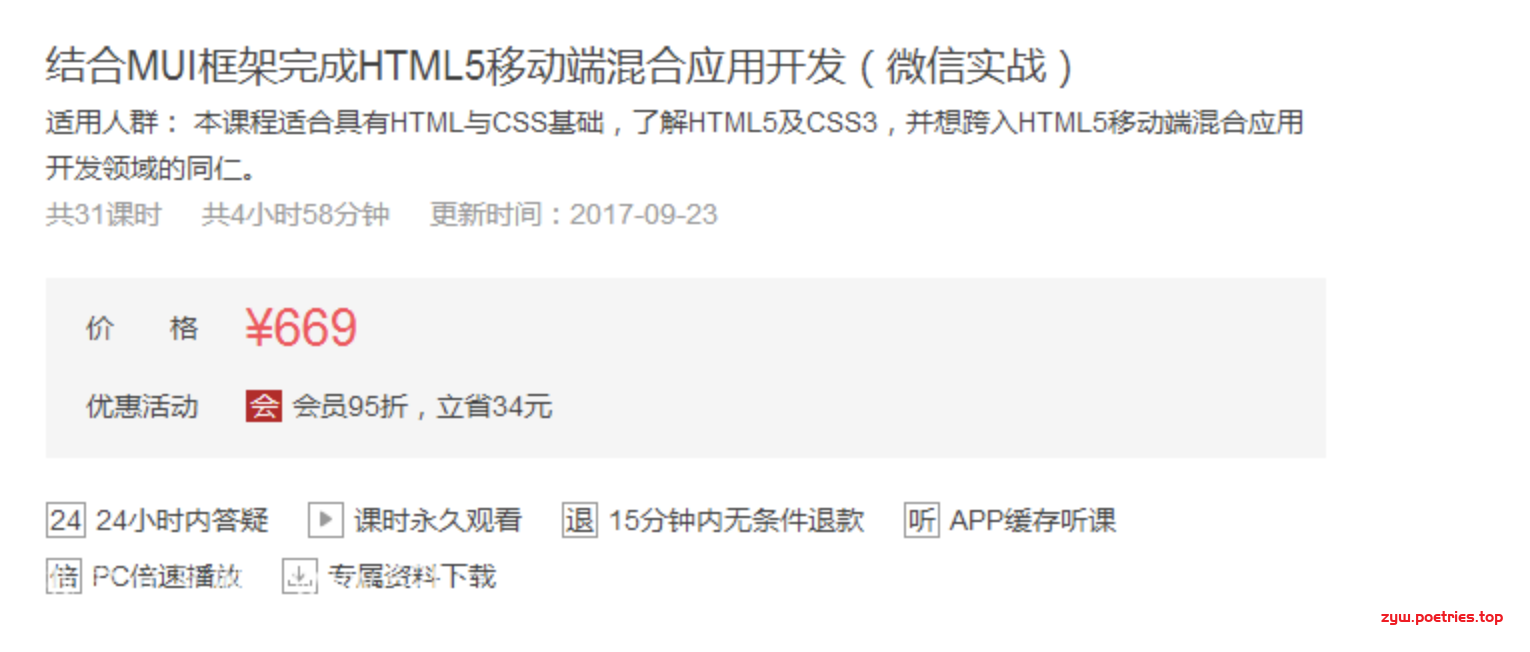 结合MUI框架完成HTML5移动端混合应用开发（微信实战）
适用人群： 本课程适合具有HTML与CSS基础，了解HTML5及CSS3，并想跨入HTML5移动端混合应用
开发领域的同仁。
共31课时 共4小时58分钟 更新时间：2017-09-23
价 格 ¥669
优惠活动 会 会员95折，立省34元
24 24小时内答疑 课时永久观看 退 15分钟内无条件退款 听 APP缓存听课
倍 PC倍速播放 专属资料下载
zyw.poetries.top